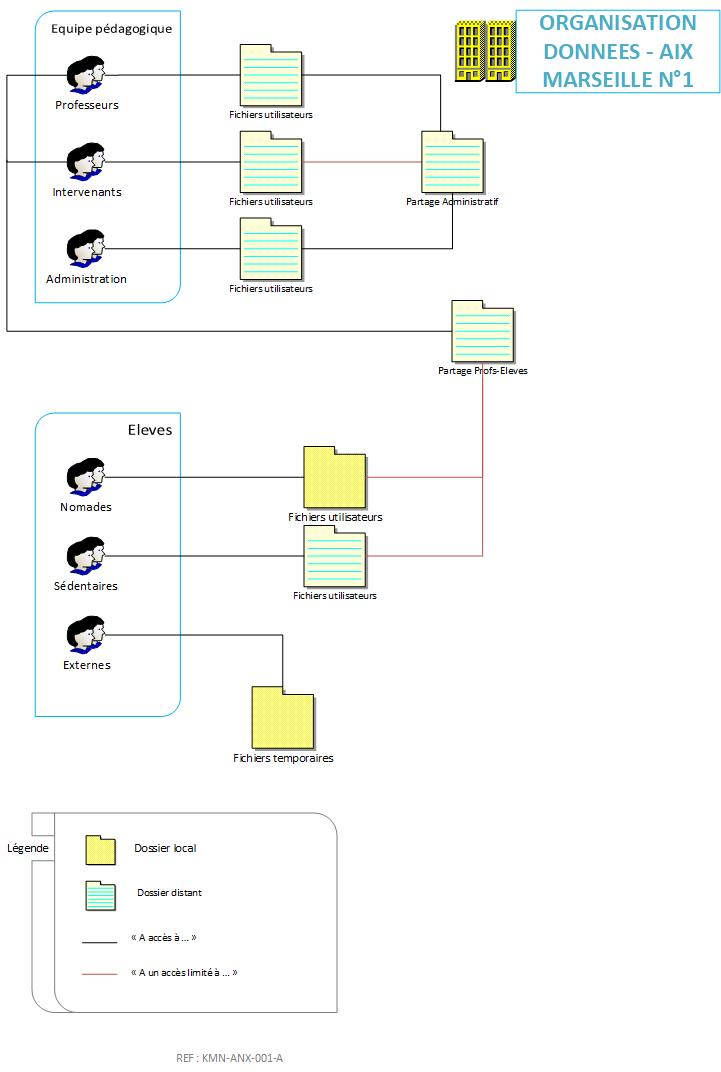 ORGANISATION
DONNEES - AIX
MARSEILLE N°1
Equipe pédagogique
Professeurs
Fichiers utilisateurs
Intervenants
Fichiers utilisateurs
Partage Administratif
Administration
Fichiers utilisateurs
Partage Profs-Eleves
Eleves
Nomades
Fichiers utilisateurs
Sédentaires
Fichiers utilisateurs
Externes
Fichiers temporaires
Légende
Dossier local
Dossier distant
« A accès à ... »
« A un accès limité à ... »
REF : KMN-ANX-001-A